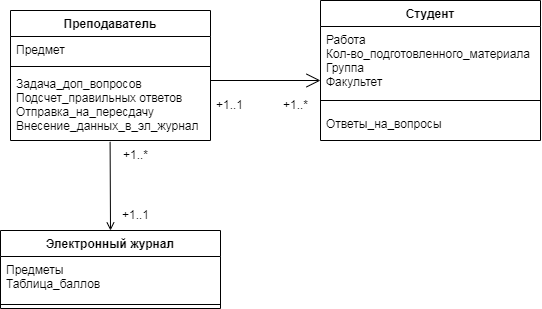 Преподаватель
Предмет
Задача_доп_вопросов
Подсчет_правильных ответов
Отправка_на_пересдачу
Внесение_данных_в_эл_журнал
Студент
Работа
Кол-во_подготовленного_материала
Группа
Факультет
Ответы_на_вопросы
+1..1
+1..*
+1..*
+1..1
Электронный журнал
Предметы
Таблица_баллов